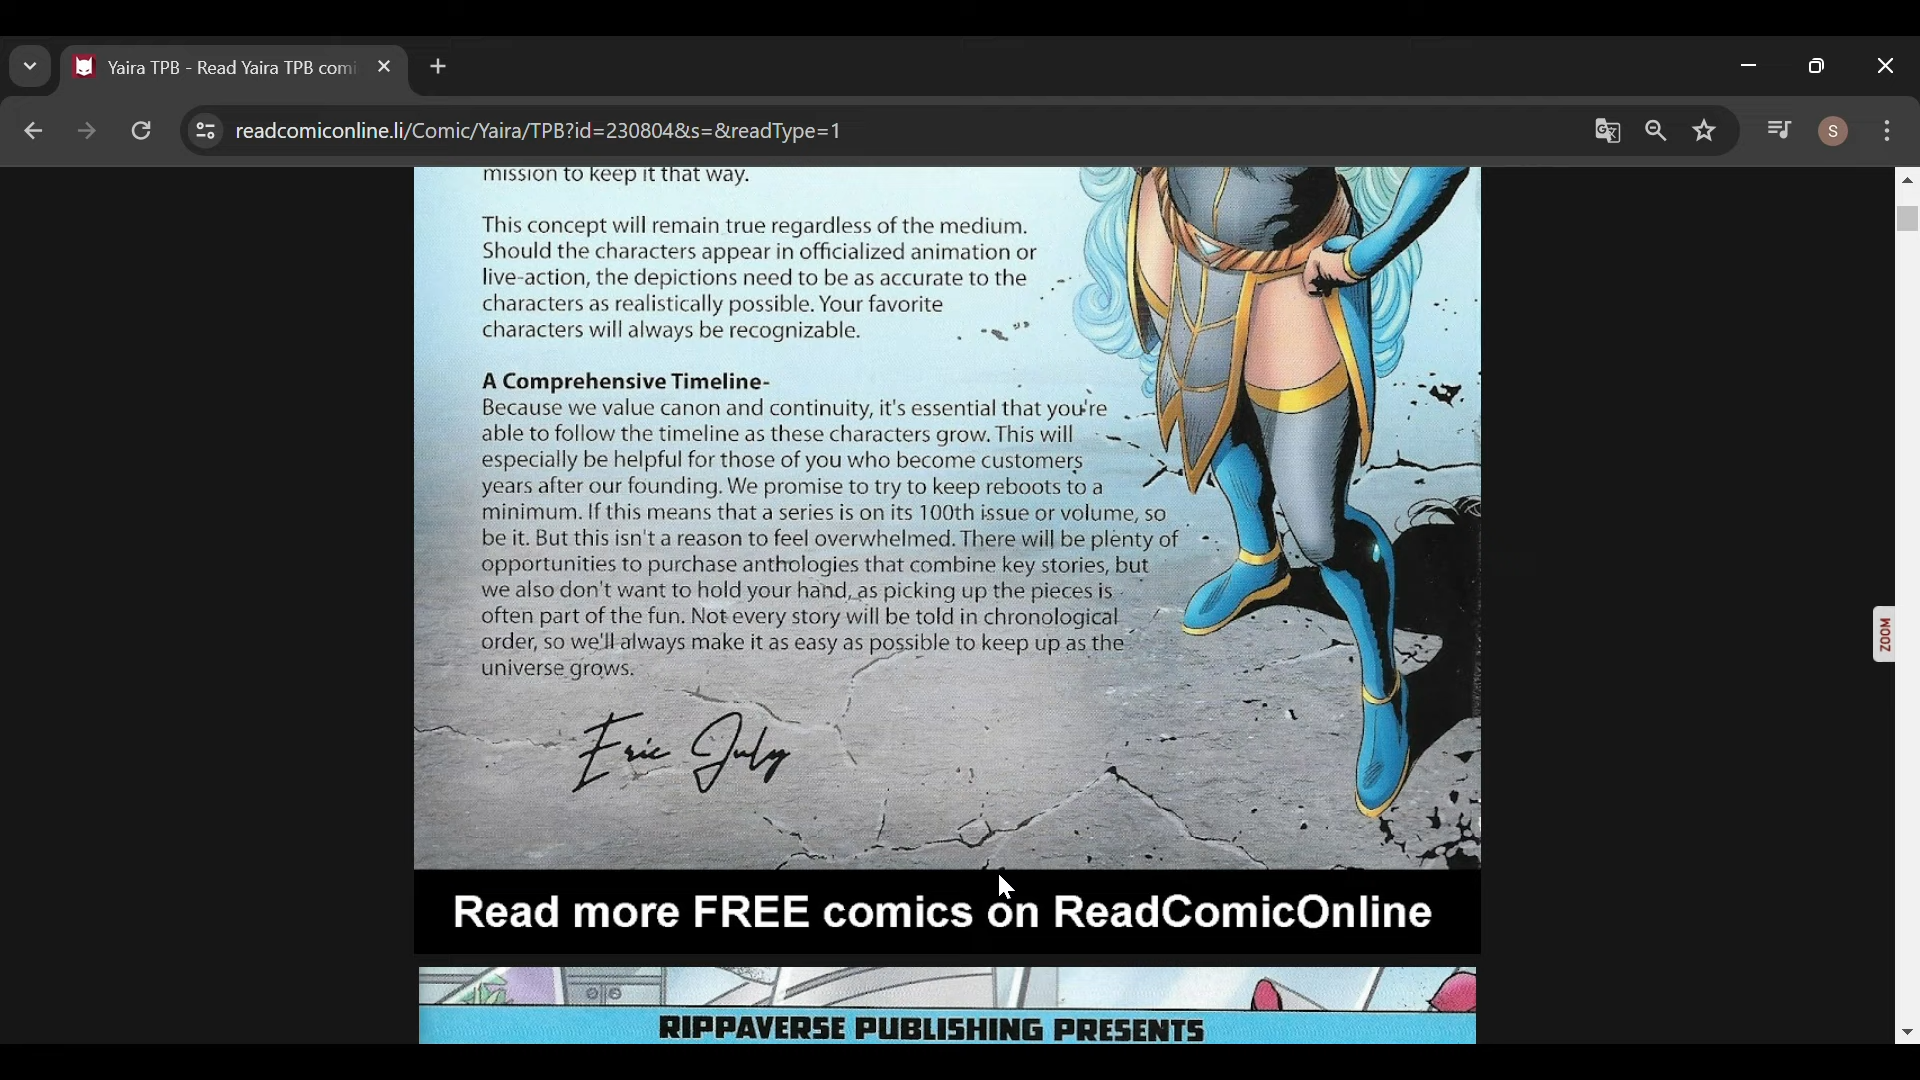 Yaira TPB - Read Yaira TPB comi
readcomiconline.li/Comic/Yaira/TPB?id=230804&s=&readType=1
S
mission to keep it that way.
This concept will remain true regardless of the medium.
Should the characters appear in officialized animation or
live-action, the depictions need to be as accurate to the
characters as realistically possible. Your favorite
characters will always be recognizable.
A Comprehensive Timeline-
Because we value canon and continuity, it's essential that you're
able to follow the timeline as these characters grow. This will
especially be helpful for those of you who become customers
years after our founding. We promise to try to keep reboots to a
minimum. If this means that a series is on its 100th issue or volume, so
be it. But this isn't a reason to feel overwhelmed. There will be plenty of
opportunities to purchase anthologies that combine key stories, but
we also don't want to hold your hand, as picking up the pieces is
often part of the fun. Not every story will be told in chronological
order, so we'll always make it as easy as possible to keep up as the
universe grows.
Eric July
ZOOM
Read more FREE comics on ReadComicOnline
RIPPAVERSE PUBLISHING PRESENTS